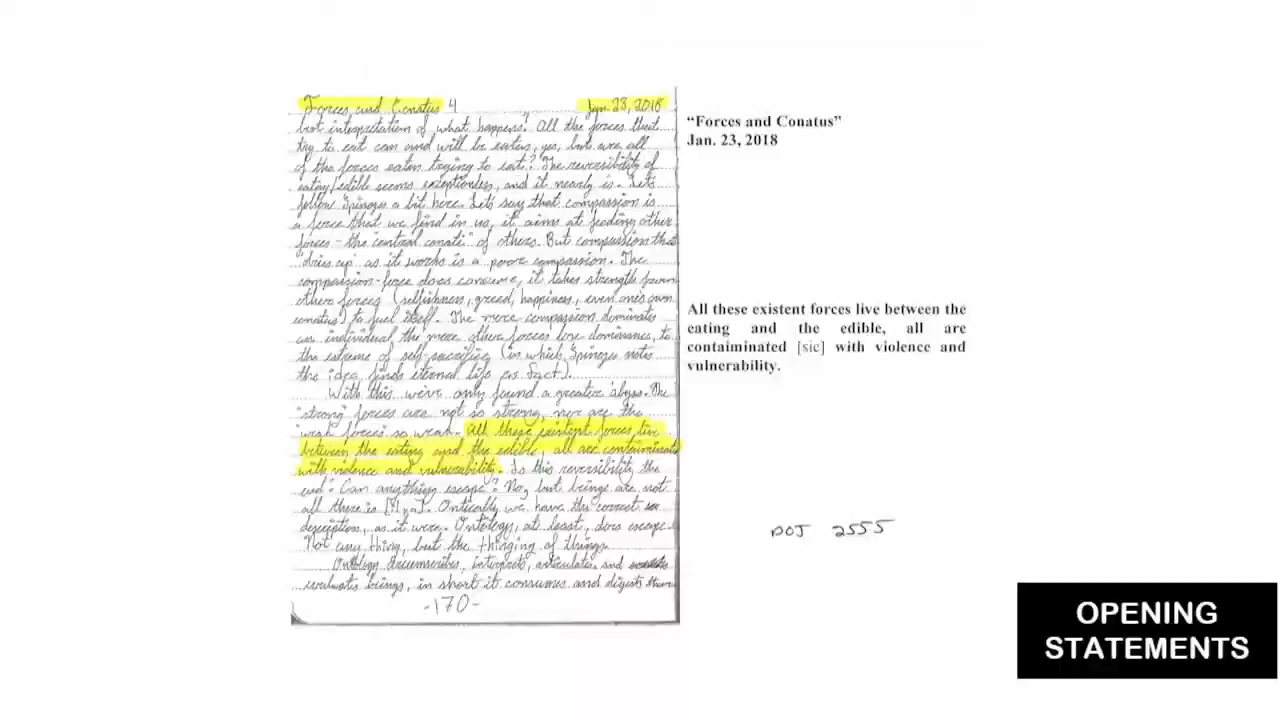 Forces and Conatus 4 Jan. 23, 2018
best interpretation of what happens? All the forces that
try to eat can and will be eaten, yes, but are all
of the forces eaten trying to eat? The reversibility of
eating/edible seems exceptionless, and it nearly is. Let's
follow Spinoza a bit here. Let's say that compassion is
a force that we find in us, it aims at feeding other
forces - the "central conati" of others. But compassion that
"dries up" as it works is a poor compassion. The
compassion-force does consume, it takes strength from
other forces (selfishness, greed, happiness, even one's own
conatus) to fuel itself. The more compassion dominates
an individual the more other forces lose dominance, to
the extreme of self-sacrifice (in which Spinoza notes
the idea finds eternal life as fact).
With this we've only found a greater abyss. The
"strong" forces are not so strong, nor are the
"weak forces" so weak. All these existent forces live
between the eating and the edible, all are contaiminated
with violence and vulnerability. Is this reversibility the
end? Can anything escape? No, but beings are not
all there is . Ontically we have the correct
description, as it were. Ontology, at least, does escape.
Not any thing, but the thinging of things.
Ontology circumscribes, interprets, articulates, and
evaluates beings, in short it consumes and digests them
-170-
“Forces and Conatus”
Jan. 23, 2018
All these existent forces live between the
eating and the edible, all are
contaiminated [sic] with violence and
vulnerability.
DOJ 2555
OPENING
STATEMENTS